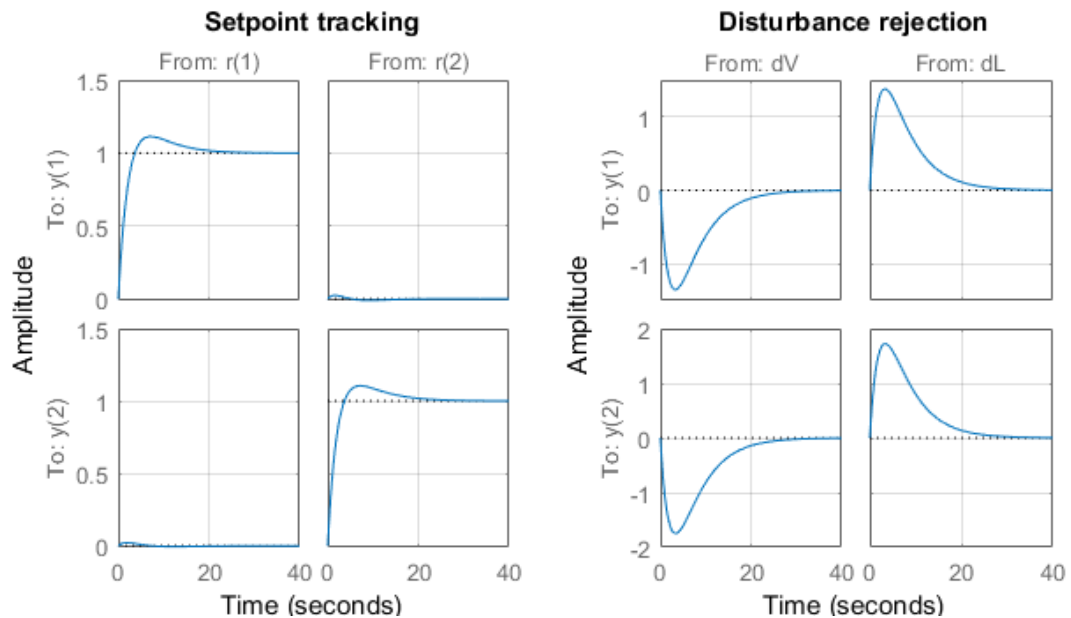 Setpoint tracking
From: r(1) From: r(2)
To: y(1)
1.5
1
0.5
0
To: y(2)
1.5
1
0.5
0
Amplitude
0 20 40 0 20 40
Time (seconds)
Disturbance rejection
From: dV From: dL
To: y(1)
1
0
-1
To: y(2)
2
1
0
-1
-2
Amplitude
0 20 40 0 20 40
Time (seconds)